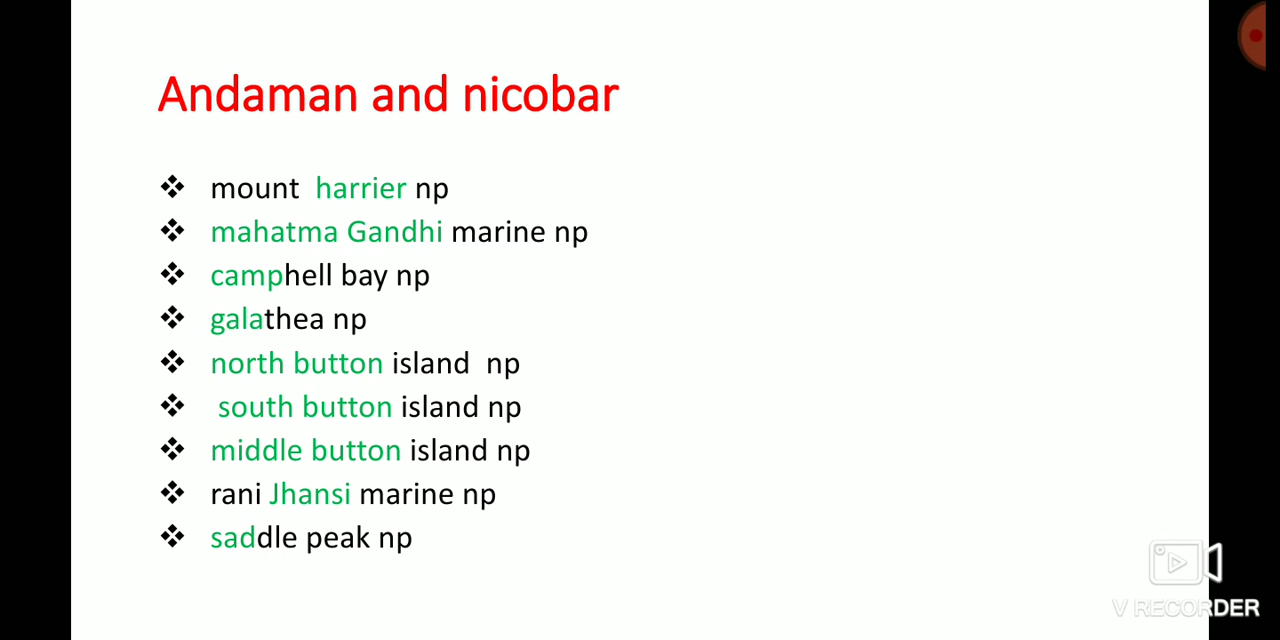 Andaman and nicobar
❖ mount harrier np
❖ mahatma Gandhi marine np
❖ camphell bay np
❖ galathea np
❖ north button island np
❖ south button island np
❖ middle button island np
❖ rani Jhansi marine np
❖ saddle peak np
V RECORDER